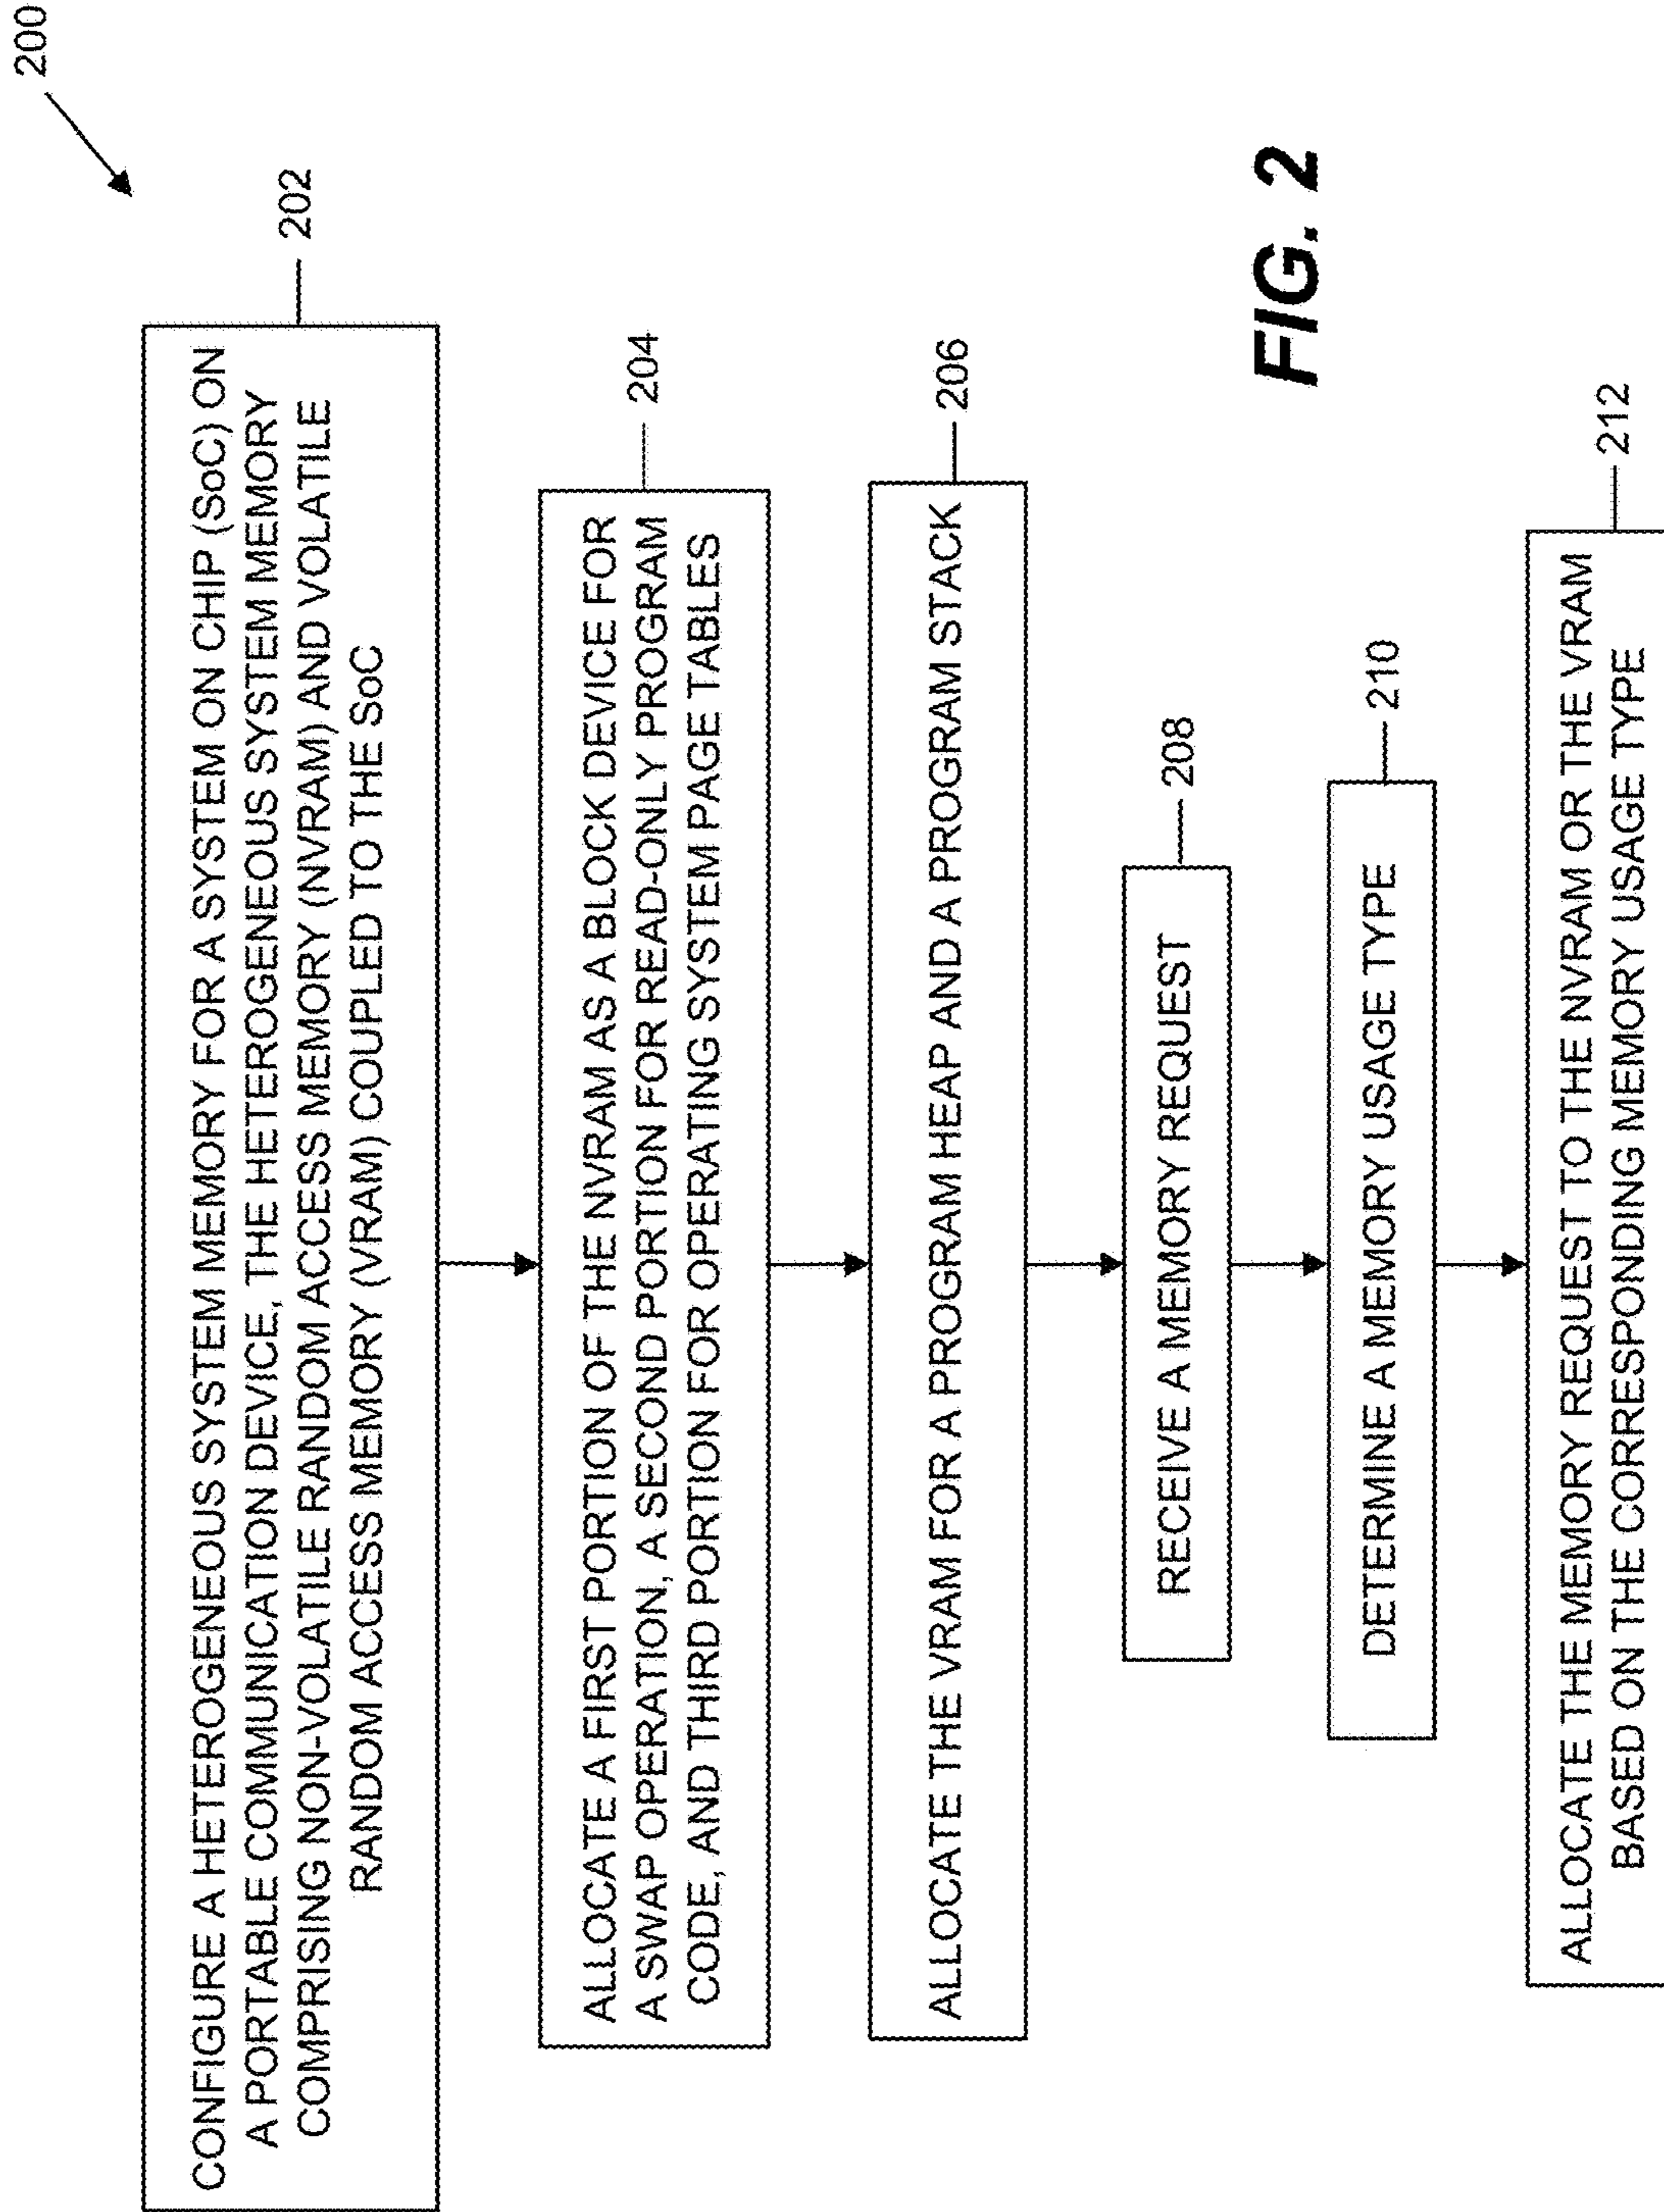 200
CONFIGURE A HETEROGENEOUS SYSTEM MEMORY FOR A SYSTEM ON CHIP (SoC) ON
A PORTABLE COMMUNICATION DEVICE, THE HETEROGENEOUS SYSTEM MEMORY
COMPRISING NON-VOLATILE RANDOM ACCESS MEMORY (NVRAM) AND VOLATILE
RANDOM ACCESS MEMORY (VRAM) COUPLED TO THE SoC
202
ALLOCATE A FIRST PORTION OF THE NVRAM AS A BLOCK DEVICE FOR
A SWAP OPERATION, A SECOND PORTION FOR READ-ONLY PROGRAM
CODE, AND THIRD PORTION FOR OPERATING SYSTEM PAGE TABLES
204
ALLOCATE THE VRAM FOR A PROGRAM HEAP AND A PROGRAM STACK
206
RECEIVE A MEMORY REQUEST
208
DETERMINE A MEMORY USAGE TYPE
210
ALLOCATE THE MEMORY REQUEST TO THE NVRAM OR THE VRAM
BASED ON THE CORRESPONDING MEMORY USAGE TYPE
212
FIG. 2